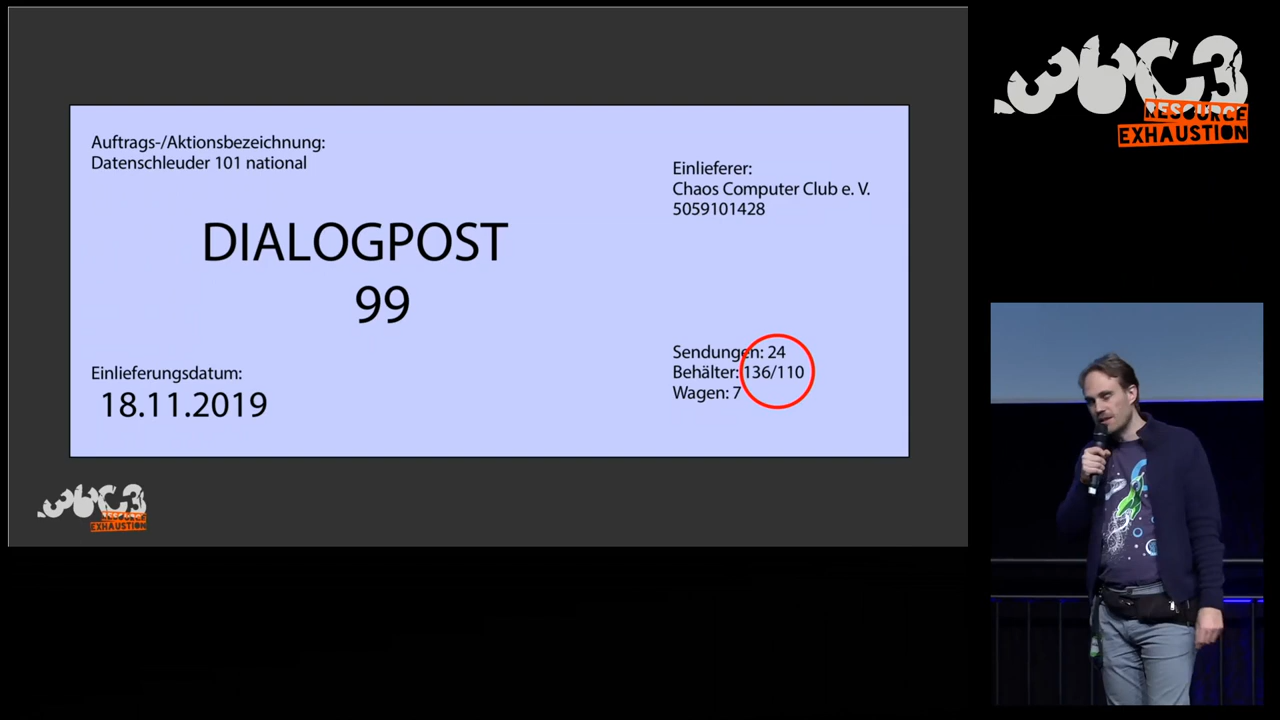 Auftrags-/Aktionsbezeichnung:
Datenschleuder 101 national
DIALOGPOST
99
Einlieferungsdatum:
18.11.2019
Einlieferer:
Chaos Computer Club e. V.
5059101428
Sendungen: 24
Behälter: 136/110
Wagen: 7
36C3
RESOURCE
EXHAUSTION
36C3
RESOURCE
EXHAUSTION